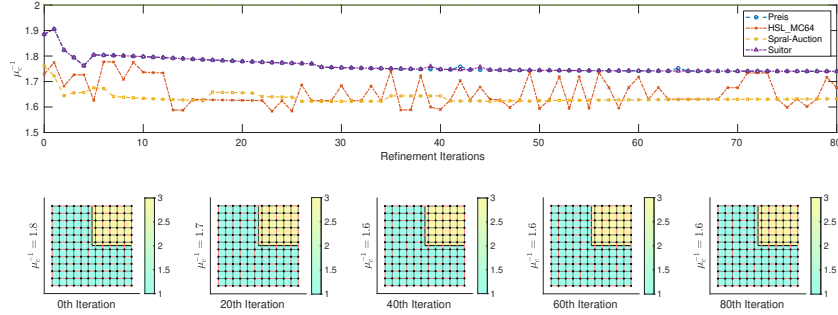 2
1.9
1.8
1.7
1.6
1.5
μc⁻¹
0 10 20 30 40 50 60 70 80
Refinement Iterations
Preis
HSL_MC64
Spral-Auction
Suitor
μc⁻¹ = 1.8
3
2.5
2
1.5
1
0th Iteration
μc⁻¹ = 1.7
3
2.5
2
1.5
1
20th Iteration
μc⁻¹ = 1.6
3
2.5
2
1.5
1
40th Iteration
μc⁻¹ = 1.6
3
2.5
2
1.5
1
60th Iteration
μc⁻¹ = 1.6
3
2.5
2
1.5
1
80th Iteration